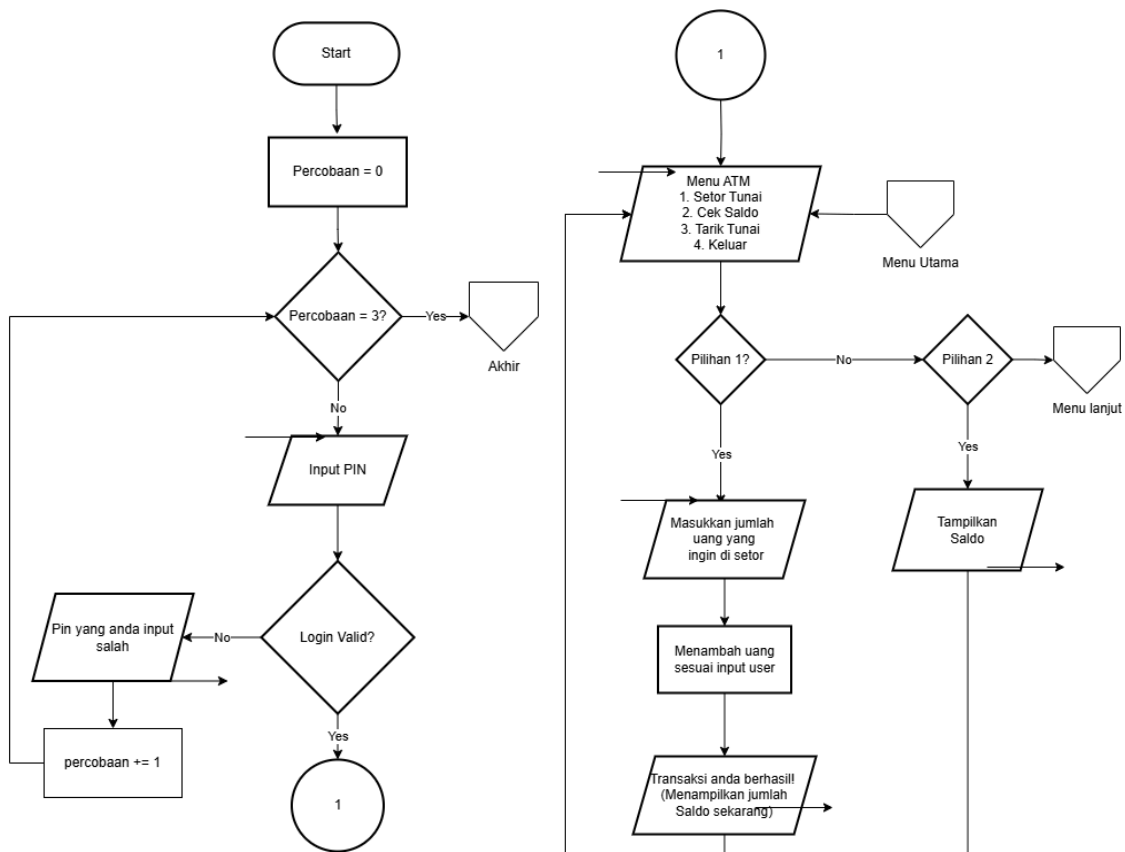 Start
Percobaan = 0
Percobaan = 3?
Yes
Akhir
No
Input PIN
Login Valid?
No
Pin yang anda input
salah
percobaan += 1
Yes
1
1
Menu ATM
1. Setor Tunai
2. Cek Saldo
3. Tarik Tunai
4. Keluar
Menu Utama
Pilihan 1?
No
Pilihan 2
Menu lanjut
Yes
Masukkan jumlah
uang yang
ingin di setor
Menambah uang
sesuai input user
Transaksi anda berhasil!
(Menampilkan jumlah
Saldo sekarang)
Yes
Tampilkan
Saldo